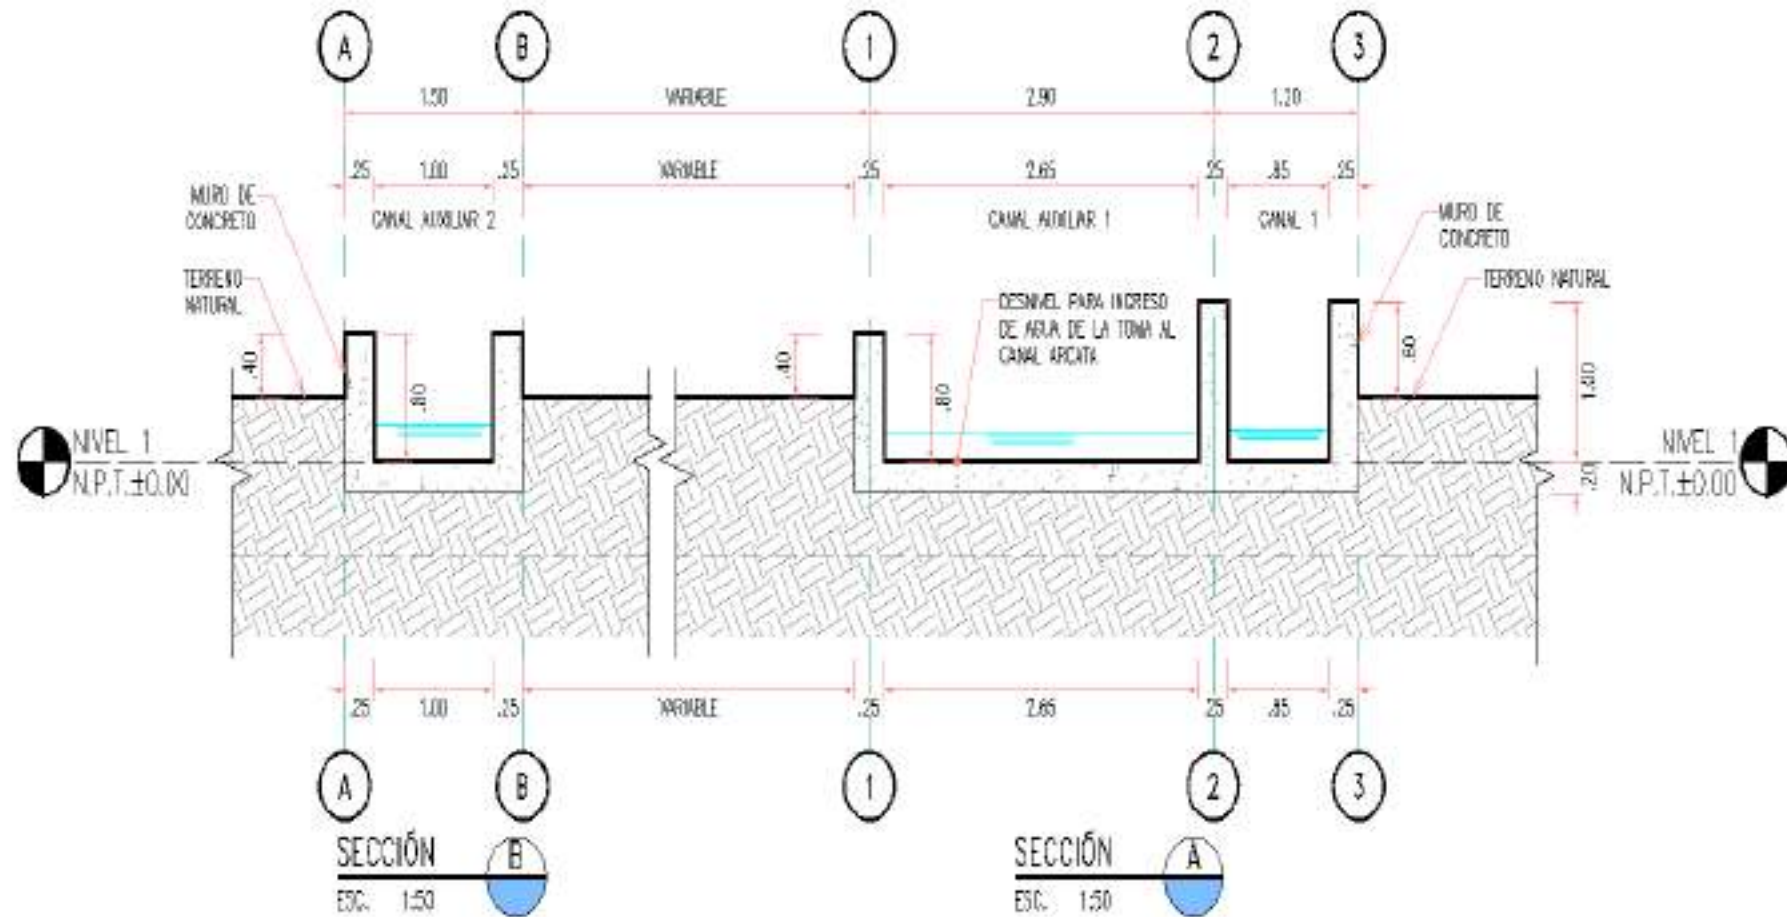 A
B
1
2
3
1.50
VARIABLE
2.90
1.20
.25
1.00
.25
VARIABLE
.25
2.65
.25
.85
.25
MURO DE
CONCRETO
CANAL AUXILIAR 2
CANAL AUXILIAR 1
CANAL 1
MURO DE
CONCRETO
TERRENO
NATURAL
DESNIVEL PARA INGRESO
DE AGUA DE LA TOMA AL
CANAL ARCATA
TERRENO NATURAL
.40
.80
.40
.80
.60
.20
NIVEL 1
N.P.T.±0.00
NIVEL 1
N.P.T.±0.00
.25
1.00
.25
VARIABLE
.25
2.65
.25
.85
.25
A
B
1
2
3
SECCIÓN
B
ESC. 1:50
SECCIÓN
A
ESC. 1:50